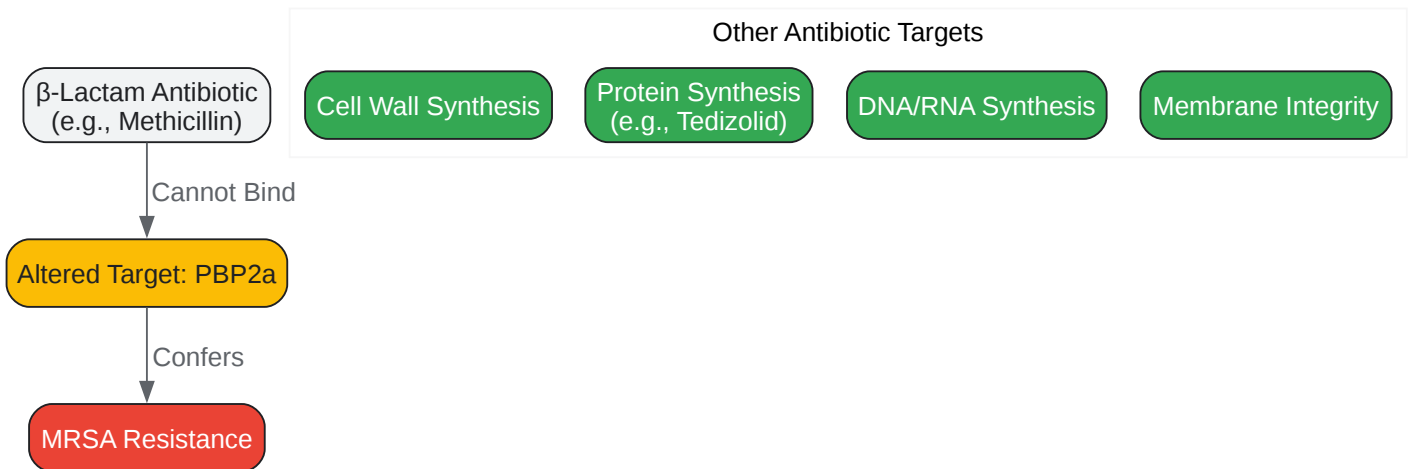 Other Antibiotic Targets
β-Lactam Antibiotic
(e.g., Methicillin)
Cell Wall Synthesis
Protein Synthesis
(e.g., Tedizolid)
DNA/RNA Synthesis
Membrane Integrity
Cannot Bind
Altered Target: PBP2a
Confers
MRSA Resistance